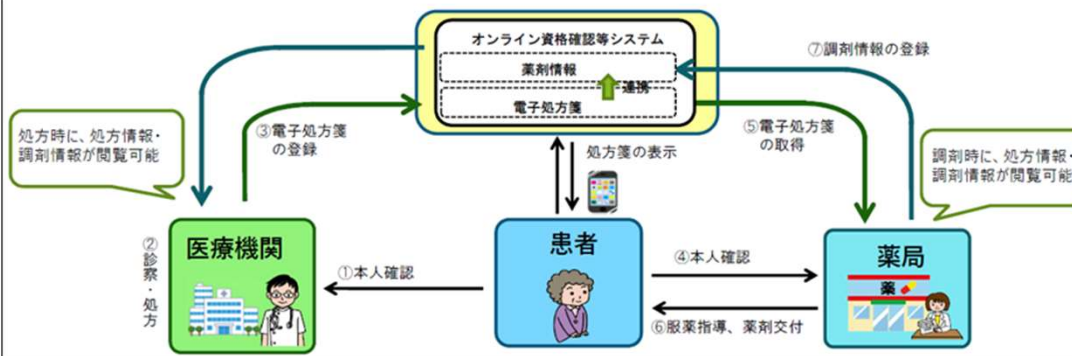 オンライン資格確認等システム
薬剤情報
連携
電子処方箋
⑦調剤情報の登録
処方時に、処方情報・
調剤情報が閲覧可能
③電子処方箋
の登録
処方箋の表示
⑤電子処方箋
の取得
調剤時に、処方情報・
調剤情報が閲覧可能
②診察・処方
医療機関
①本人確認
患者
④本人確認
⑥服薬指導、薬剤交付
薬局
薬